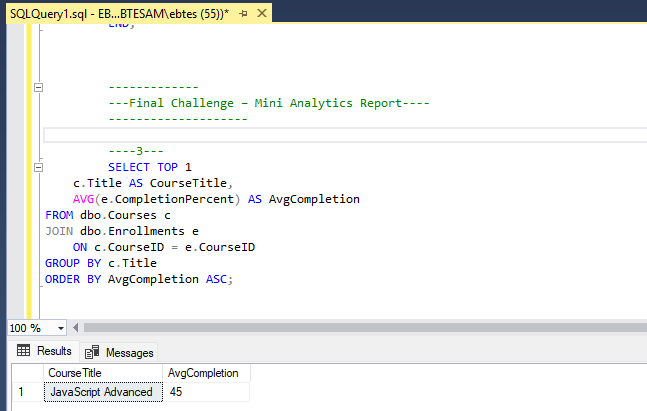 SQLQuery1.sql - EB...BTESAM\ebtes (55))*
END;
-------------
---Final Challenge – Mini Analytics Report----
--------------------
----3---
SELECT TOP 1
c.Title AS CourseTitle,
AVG(e.CompletionPercent) AS AvgCompletion
FROM dbo.Courses c
JOIN dbo.Enrollments e
ON c.CourseID = e.CourseID
GROUP BY c.Title
ORDER BY AvgCompletion ASC;
100 %
Results Messages
CourseTitle AvgCompletion
1 JavaScript Advanced 45